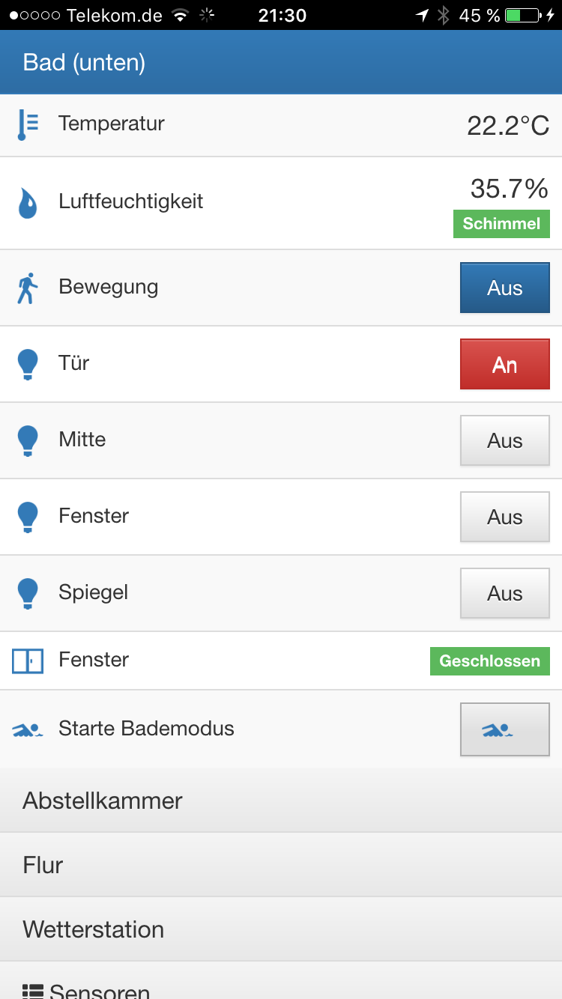 Telekom.de 21:30 45 %
Bad (unten)
Temperatur 22.2°C
Luftfeuchtigkeit 35.7%
Schimmel
Bewegung Aus
Tür An
Mitte Aus
Fenster Aus
Spiegel Aus
Fenster Geschlossen
Starte Bademodus
Abstellkammer
Flur
Wetterstation
Sensoren